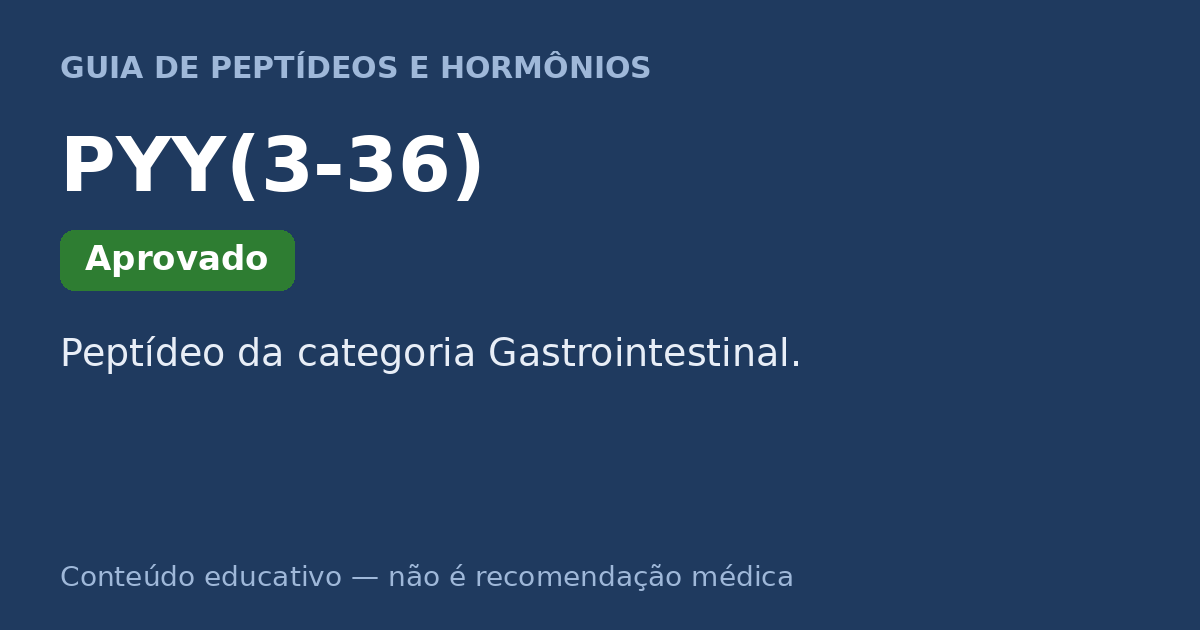 GUIA DE PEPTÍDEOS E HORMÔNIOS
PYY(3-36)
Aprovado
Peptídeo da categoria Gastrointestinal.
Conteúdo educativo — não é recomendação médica